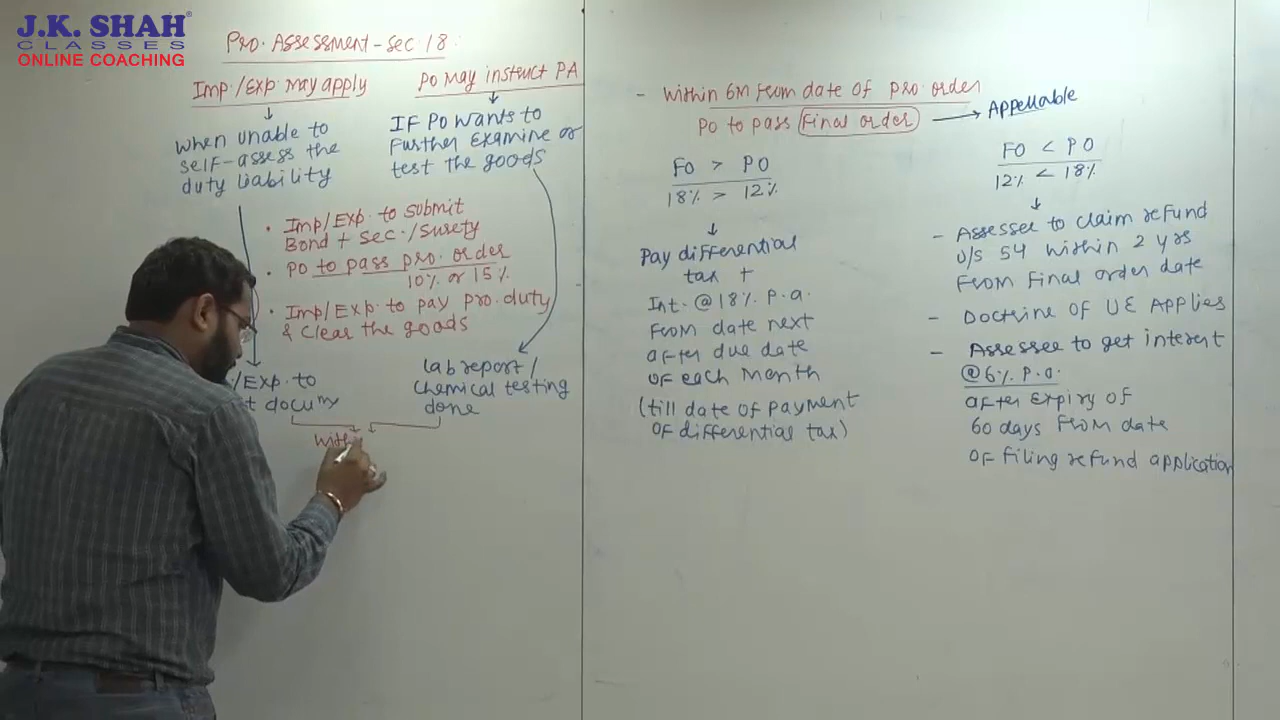 J.K. SHAH®
CLASSES
ONLINE COACHING
Pro. Assessment - Sec 18.
Imp./Exp. may apply
When unable to
self-assess the
duty liability
PO may instruct PA
IF PO wants to
Further Examine or
test the goods
• Imp/Exp. to submit
Bond + Sec./Surety
• PO to pass pro. order
10% or 15%
• Imp/Exp. to pay pro. duty
& clear the goods
/Exp. to
t docu
Lab report /
Chemical testing
done
with
- Within 6M from date of pro. order
PO to pass Final order → Appellable
FO > PO
18% > 12%
Pay differential
tax +
Int. @ 18% p.a.
From date next
after due date
of each Month
(till date of payment
of differential tax)
FO < PO
12% < 18%
- Assessee to claim refund
u/s 54 within 2 yrs
From Final order date
- Doctrine of UE Applies
- Assessee to get interest
@ 6% p.a.
after Expiry of
60 days From date
of filing refund application